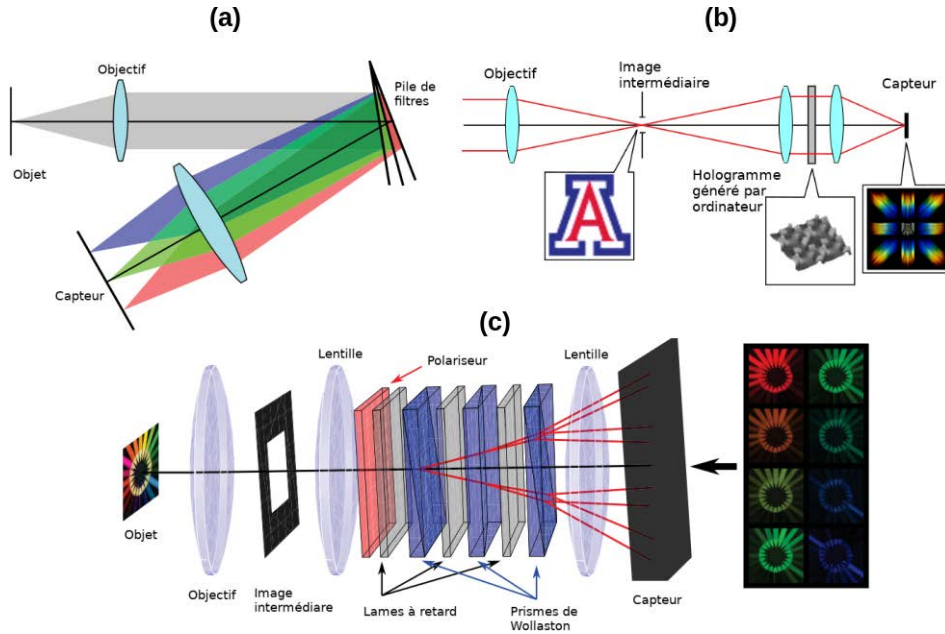 (a)
Objectif
Pile de
filtres
Objet
Capteur
(b)
Objectif
Image
intermédiaire
Capteur
A
Hologramme
généré par
ordinateur
(c)
Lentille
Polariseur
Lentille
Objet
Objectif
Image
intermédiare
Lames à retard
Prismes de
Wollaston
Capteur